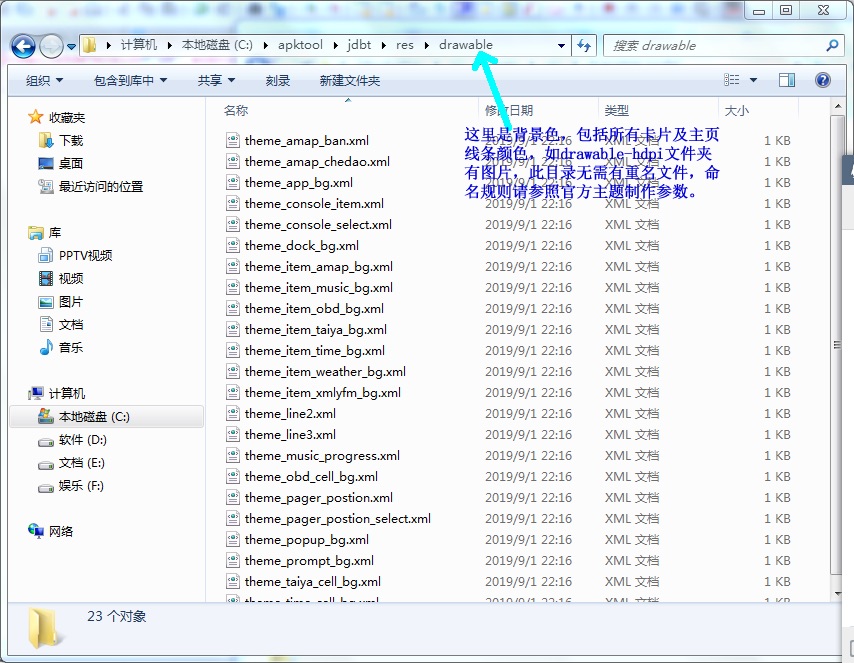 计算机 本地磁盘 (C:) apktool jdbt res drawable
搜索 drawable
组织 包含到库中 共享 刻录 新建文件夹
收藏夹
下载
桌面
最近访问的位置
库
PPTV视频
视频
图片
文档
音乐
计算机
本地磁盘 (C:)
软件 (D:)
文档 (E:)
娱乐 (F:)
网络
名称 修改日期 类型 大小
这里是背景色，包括所有卡片及主页
线条颜色，如drawable-hdpi文件夹
有图片，此目录无需有重名文件，命
名规则请参照官方主题制作参数。
theme_amap_ban.xml 1 KB
theme_amap_chedao.xml 1 KB
theme_app_bg.xml 1 KB
theme_console_item.xml 2019/9/1 22:16 XML 文档 1 KB
theme_console_select.xml 2019/9/1 22:16 XML 文档 1 KB
theme_dock_bg.xml 2019/9/1 22:16 XML 文档 1 KB
theme_item_amap_bg.xml 2019/9/1 22:16 XML 文档 1 KB
theme_item_music_bg.xml 2019/9/1 22:16 XML 文档 1 KB
theme_item_obd_bg.xml 2019/9/1 22:16 XML 文档 1 KB
theme_item_taiya_bg.xml 2019/9/1 22:16 XML 文档 1 KB
theme_item_time_bg.xml 2019/9/1 22:16 XML 文档 1 KB
theme_item_weather_bg.xml 2019/9/1 22:16 XML 文档 1 KB
theme_item_xmlyfm_bg.xml 2019/9/1 22:16 XML 文档 1 KB
theme_line2.xml 2019/9/1 22:16 XML 文档 1 KB
theme_line3.xml 2019/9/1 22:16 XML 文档 1 KB
theme_music_progress.xml 2019/9/1 22:16 XML 文档 1 KB
theme_obd_cell_bg.xml 2019/9/1 22:16 XML 文档 1 KB
theme_pager_postion.xml 2019/9/1 22:16 XML 文档 1 KB
theme_pager_postion_select.xml 2019/9/1 22:16 XML 文档 1 KB
theme_popup_bg.xml 2019/9/1 22:16 XML 文档 1 KB
theme_prompt_bg.xml 2019/9/1 22:16 XML 文档 1 KB
theme_taiya_cell_bg.xml 2019/9/1 22:16 XML 文档 1 KB
23 个对象